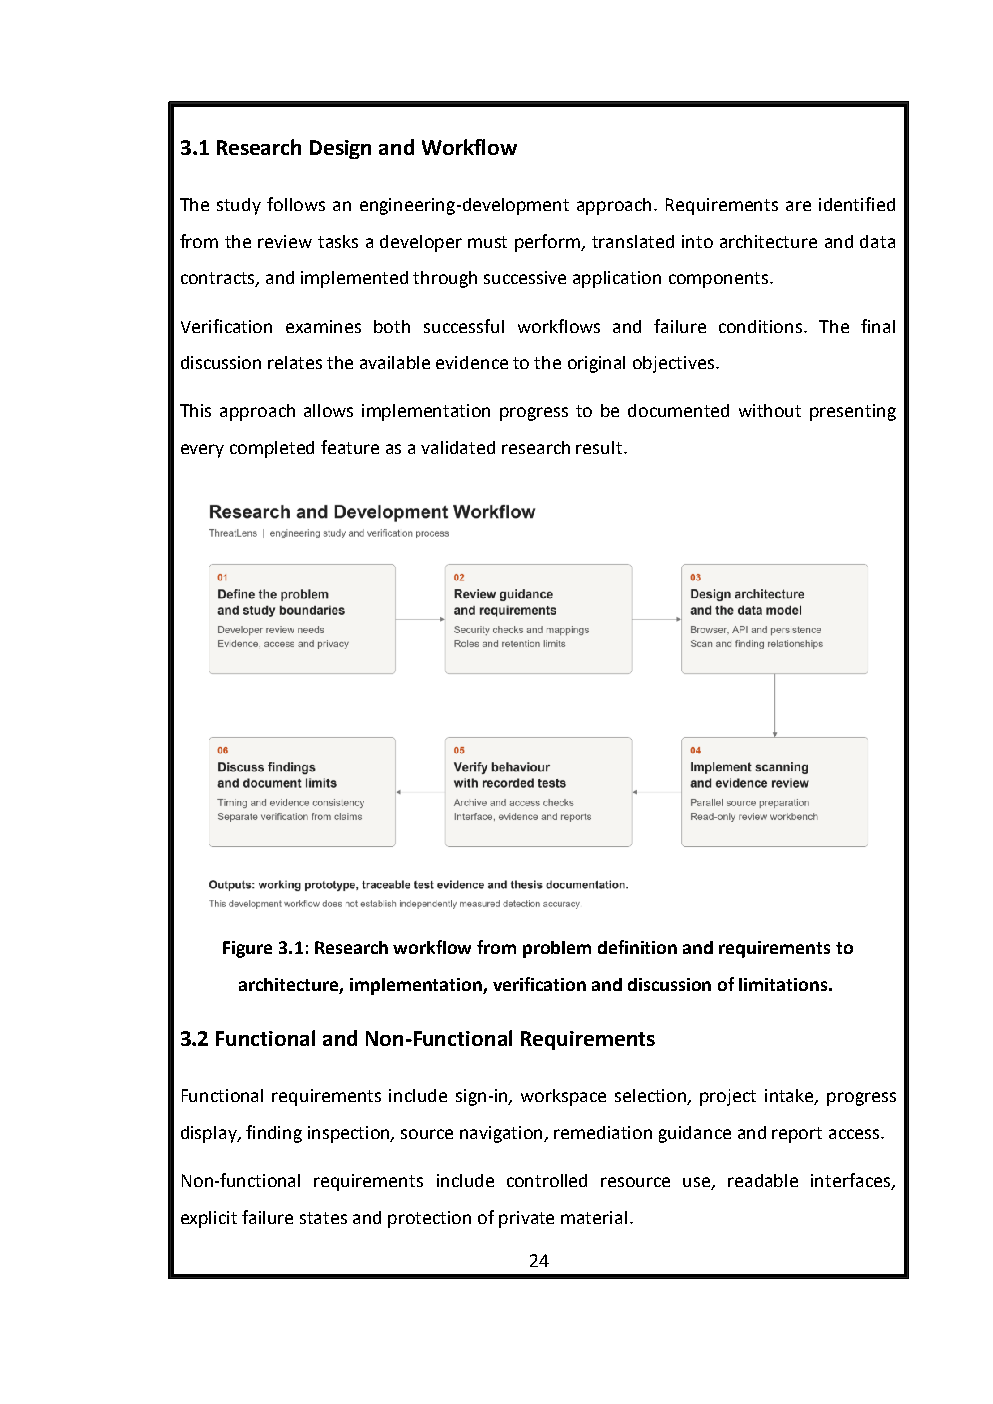 3.1 Research Design and Workflow
The study follows an engineering-development approach. Requirements are identified
from the review tasks a developer must perform, translated into architecture and data
contracts, and implemented through successive application components.
Verification examines both successful workflows and failure conditions. The final
discussion relates the available evidence to the original objectives.
This approach allows implementation progress to be documented without presenting
every completed feature as a validated research result.
Research and Development Workflow
ThreatLens | engineering study and verification process
01
Define the problem
and study boundaries
Developer review needs
Evidence, access and privacy
02
Review guidance
and requirements
Security checks and mappings
Roles and retention limits
03
Design architecture
and the data model
Browser, API and persistence
Scan and finding relationships
04
Implement scanning
and evidence review
Parallel source preparation
Read-only review workbench
05
Verify behaviour
with recorded tests
Archive and access checks
Interface, evidence and reports
06
Discuss findings
and document limits
Timing and evidence consistency
Separate verification from claims
Outputs: working prototype, traceable test evidence and thesis documentation.
This development workflow does not establish independently measured detection accuracy
Figure 3.1: Research workflow from problem definition and requirements to
architecture, implementation, verification and discussion of limitations.
3.2 Functional and Non-Functional Requirements
Functional requirements include sign-in, workspace selection, project intake, progress
display, finding inspection, source navigation, remediation guidance and report access.
Non-functional requirements include controlled resource use, readable interfaces,
explicit failure states and protection of private material.
24